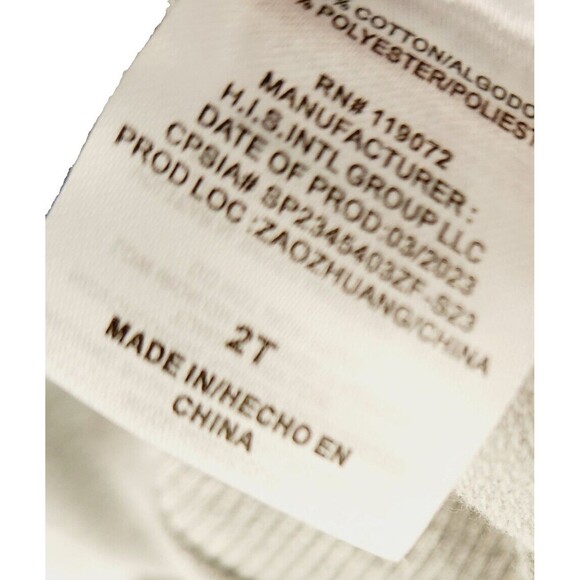 % COTTON/ALGODO
% POLYESTER/POLIEST
RN# 119072
MANUFACTURER :
H.I.S.INTL GROUP LLC
DATE OF PROD:03/2023
CPSIA# SP2345403ZF-S23
PROD LOC :ZAOZHUANG/CHINA
2T
MADE IN/HECHO EN
CHINA